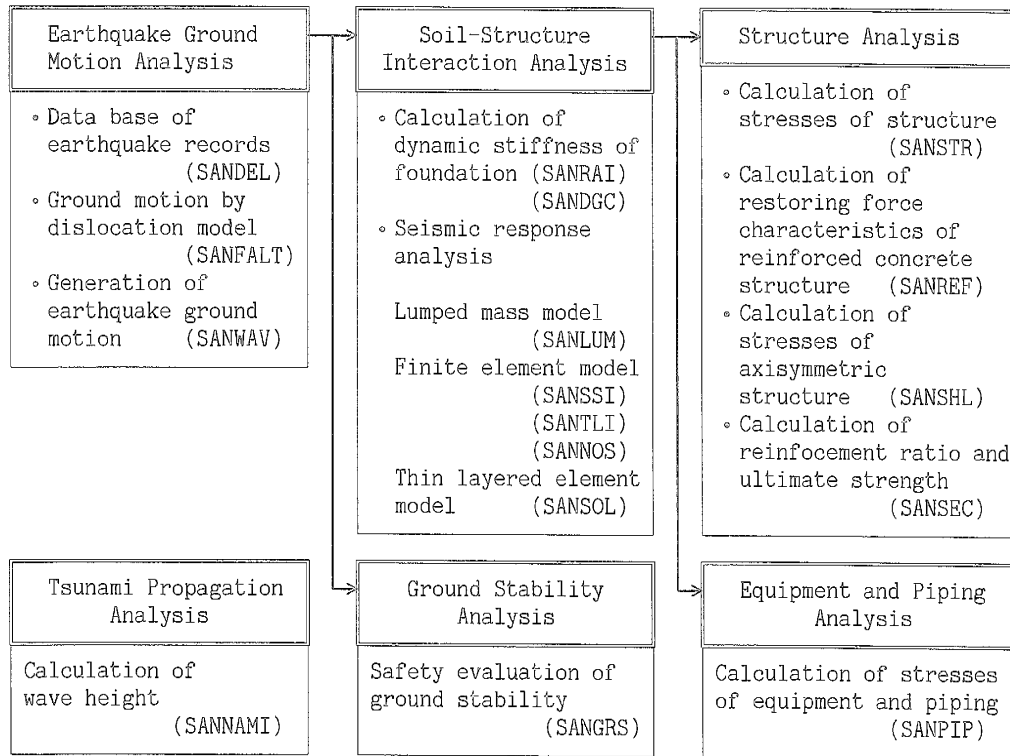 Earthquake Ground
Motion Analysis
◦ Data base of
earthquake records
(SANDEL)
◦ Ground motion by
dislocation model
(SANFALT)
◦ Generation of
earthquake ground
motion (SANWAV)
Soil-Structure
Interaction Analysis
◦ Calculation of
dynamic stiffness of
foundation (SANRAI)
(SANDGC)
◦ Seismic response
analysis
Lumped mass model
(SANLUM)
Finite element model
(SANSSI)
(SANTLI)
(SANNOS)
Thin layered element
model (SANSOL)
Structure Analysis
◦ Calculation of
stresses of structure
(SANSTR)
◦ Calculation of
restoring force
characteristics of
reinforced concrete
structure (SANREF)
◦ Calculation of
stresses of
axisymmetric
structure (SANSHL)
◦ Calculation of
reinfocement ratio and
ultimate strength
(SANSEC)
Tsunami Propagation
Analysis
Calculation of
wave height
(SANNAMI)
Ground Stability
Analysis
Safety evaluation of
ground stability
(SANGRS)
Equipment and Piping
Analysis
Calculation of stresses
of equipment and piping
(SANPIP)